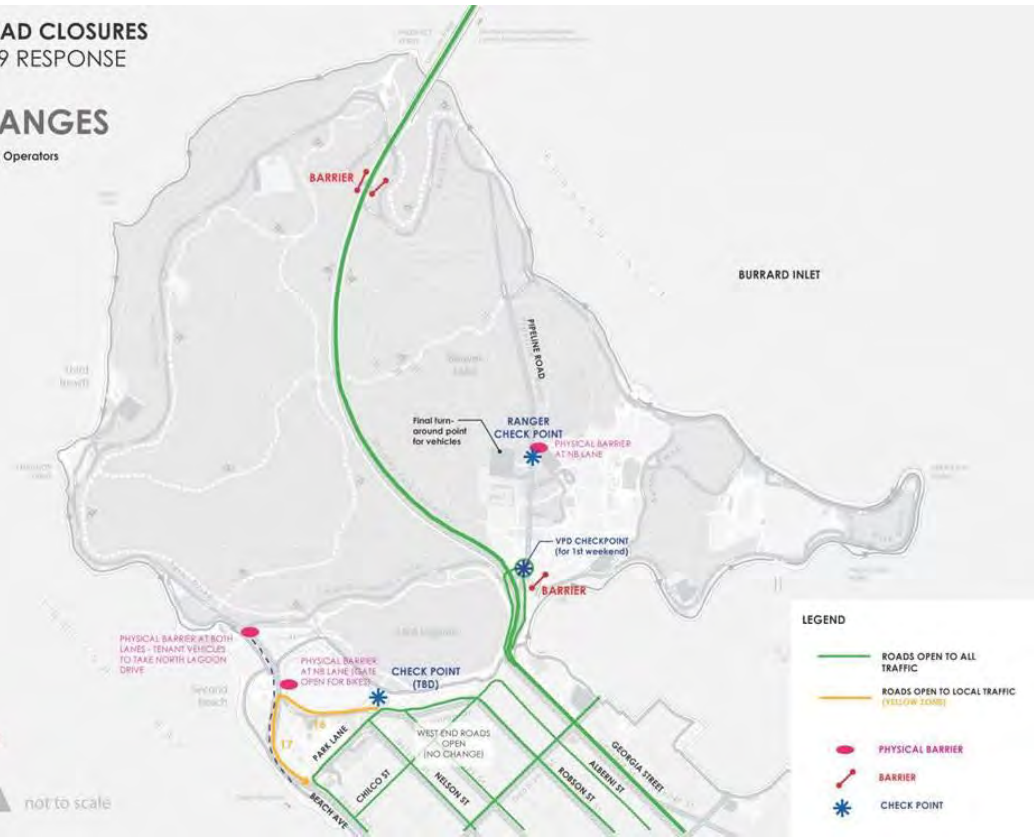 AD CLOSURES
9 RESPONSE
ANGES
Operators
BARRIER
BURRARD INLET
PIPELINE ROAD
Final turn-
around point
for vehicles
RANGER
CHECK POINT
PHYSICAL BARRIER
AT NB LANE
VPD CHECKPOINT
(for 1st weekend)
BARRIER
PHYSICAL BARRIER AT BOTH
LANES - TENANT VEHICLES
TO TAKE NORTH LAGOON
DRIVE
PHYSICAL BARRIER
AT NB LANE (GATE
OPEN FOR BIKES)
CHECK POINT
(TBD)
Second
beach
Third
beach
16
17
PARK LANE
WEST END ROADS
OPEN
(NO CHANGE)
CHILCO ST
NELSON ST
ROBSON ST
ALBERNI ST
GEORGIA STREET
BEACH AVE
not to scale
LEGEND
ROADS OPEN TO ALL
TRAFFIC
ROADS OPEN TO LOCAL TRAFFIC
(YELLOW ZONE)
PHYSICAL BARRIER
BARRIER
CHECK POINT